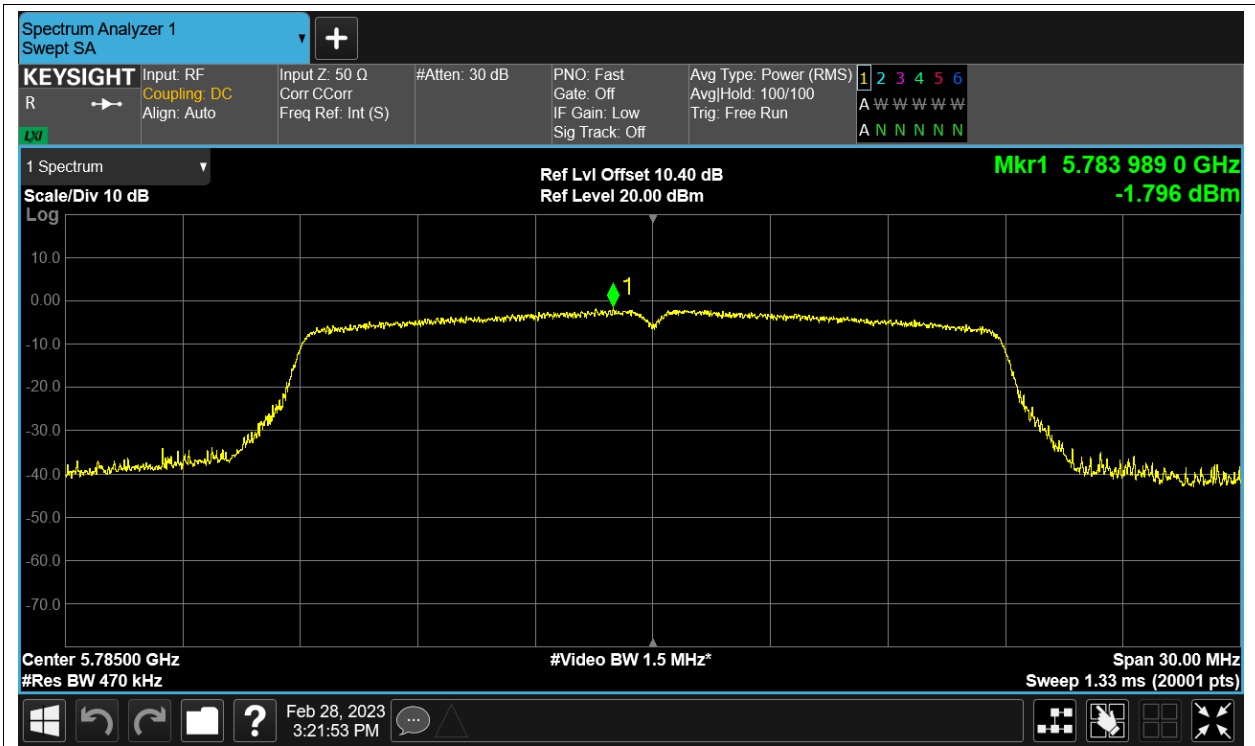 Spectrum Analyzer 1
Swept SA
+
KEYSIGHT
R
LXI
Input: RF
Coupling: DC
Align: Auto
Input Z: 50 Ω
Corr CCorr
Freq Ref: Int (S)
#Atten: 30 dB
PNO: Fast
Gate: Off
IF Gain: Low
Sig Track: Off
Avg Type: Power (RMS)
Avg|Hold: 100/100
Trig: Free Run
1 2 3 4 5 6
A W W W W W
A N N N N N
1 Spectrum
Scale/Div 10 dB
Log
Ref Lvl Offset 10.40 dB
Ref Level 20.00 dBm
Mkr1 5.783 989 0 GHz
-1.796 dBm
1
10.0
0.00
-10.0
-20.0
-30.0
-40.0
-50.0
-60.0
-70.0
Center 5.78500 GHz
#Res BW 470 kHz
#Video BW 1.5 MHz*
Span 30.00 MHz
Sweep 1.33 ms (20001 pts)
?
Feb 28, 2023
3:21:53 PM